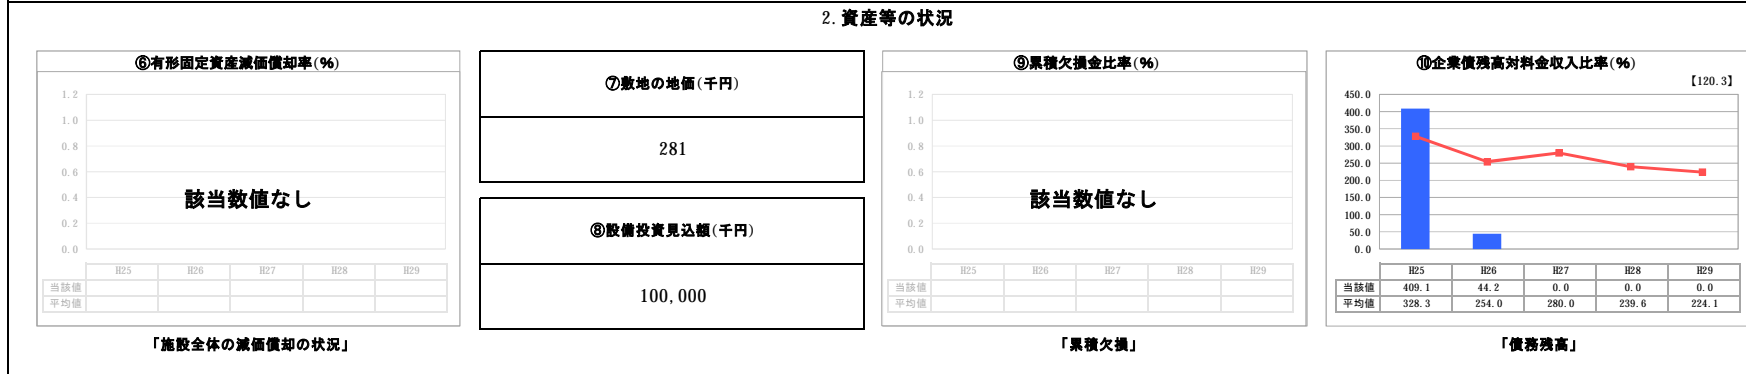 2. 資産等の状況
⑥有形固定資産減価償却率(%)
1.2
1.0
0.8
0.6
0.4
0.2
0.0
該当数値なし
H25 H26 H27 H28 H29
当該値
平均値
「施設全体の減価償却の状況」
⑦敷地の地価(千円)
281
⑧設備投資見込額(千円)
100,000
⑨累積欠損金比率(%)
1.2
1.0
0.8
0.6
0.4
0.2
0.0
該当数値なし
H25 H26 H27 H28 H29
当該値
平均値
「累積欠損」
⑩企業債残高対料金収入比率(%)
【120.3】
450.0
400.0
350.0
300.0
250.0
200.0
150.0
100.0
50.0
0.0
H25 H26 H27 H28 H29
当該値 409.1 44.2 0.0 0.0 0.0
平均値 328.3 254.0 280.0 239.6 224.1
「債務残高」